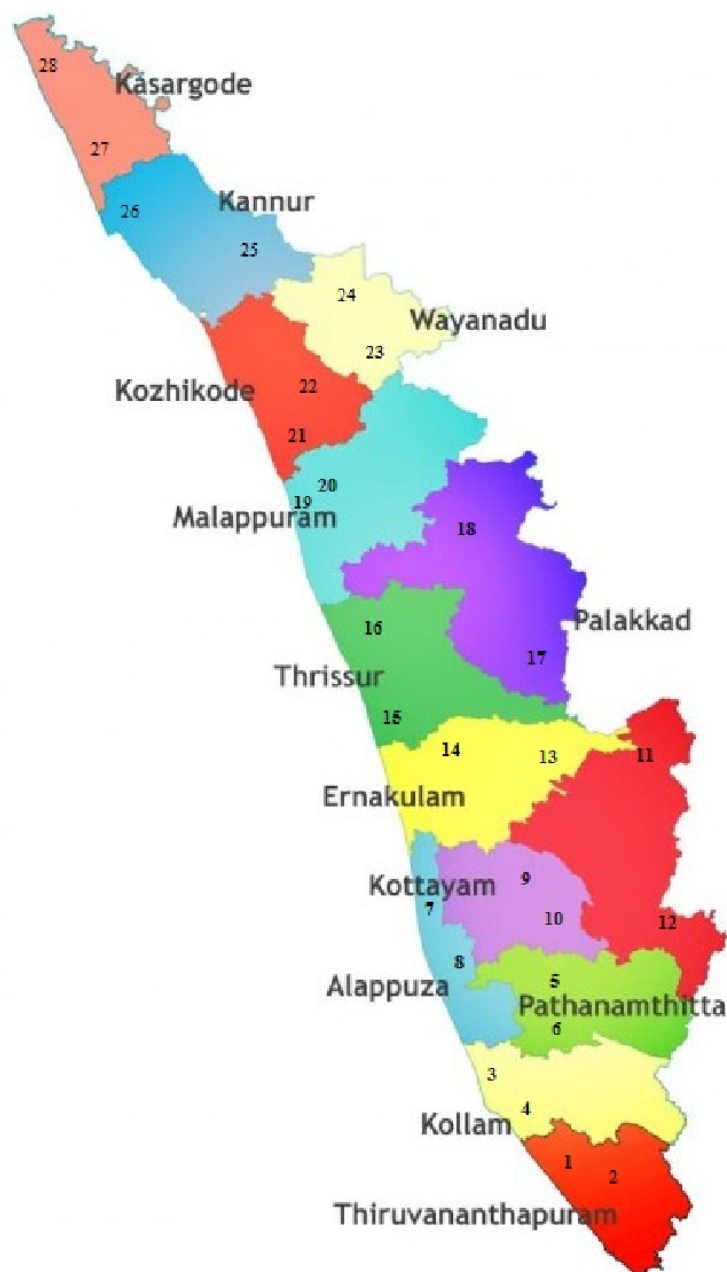 28
Kasargode
27
Kannur
26
25
24
Wayanadu
23
Kozhikode
22
21
20
19
Malappuram
18
Palakkad
16
17
Thrissur
15
14
13
11
Ernakulam
9
Kottayam
7
10
12
8
5
Alappuza
Pathanamthitta
6
3
4
Kollam
1
2
Thiruvananthapuram